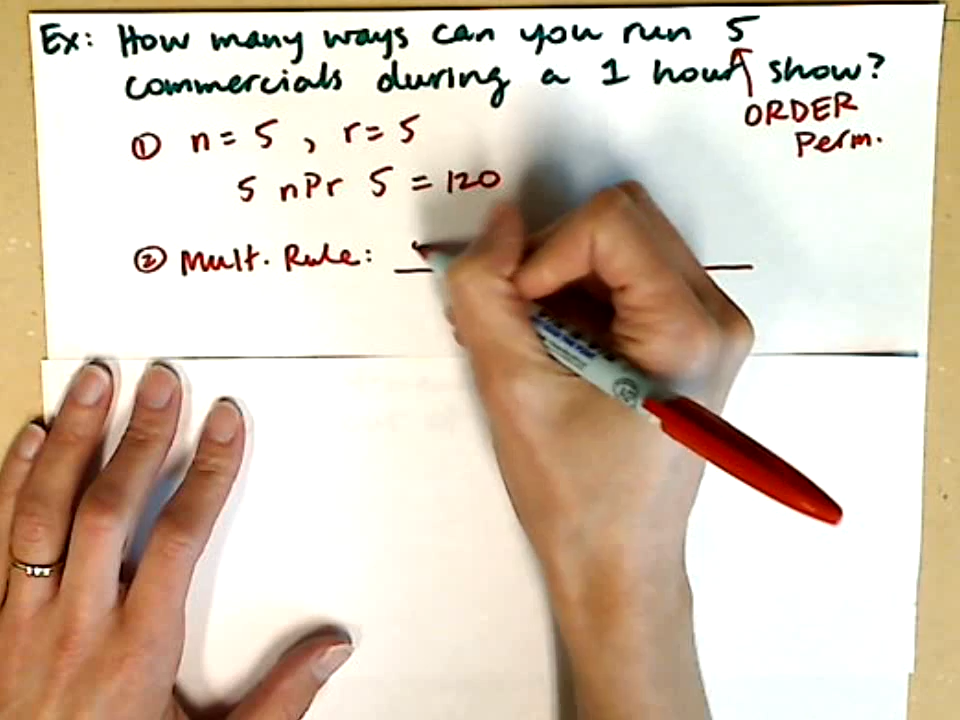 Ex: How many ways can you run 5
commercials during a 1 hour show?
ORDER
Perm.
① n = 5 , r = 5
5 nPr 5 = 120
② Mult. Rule: